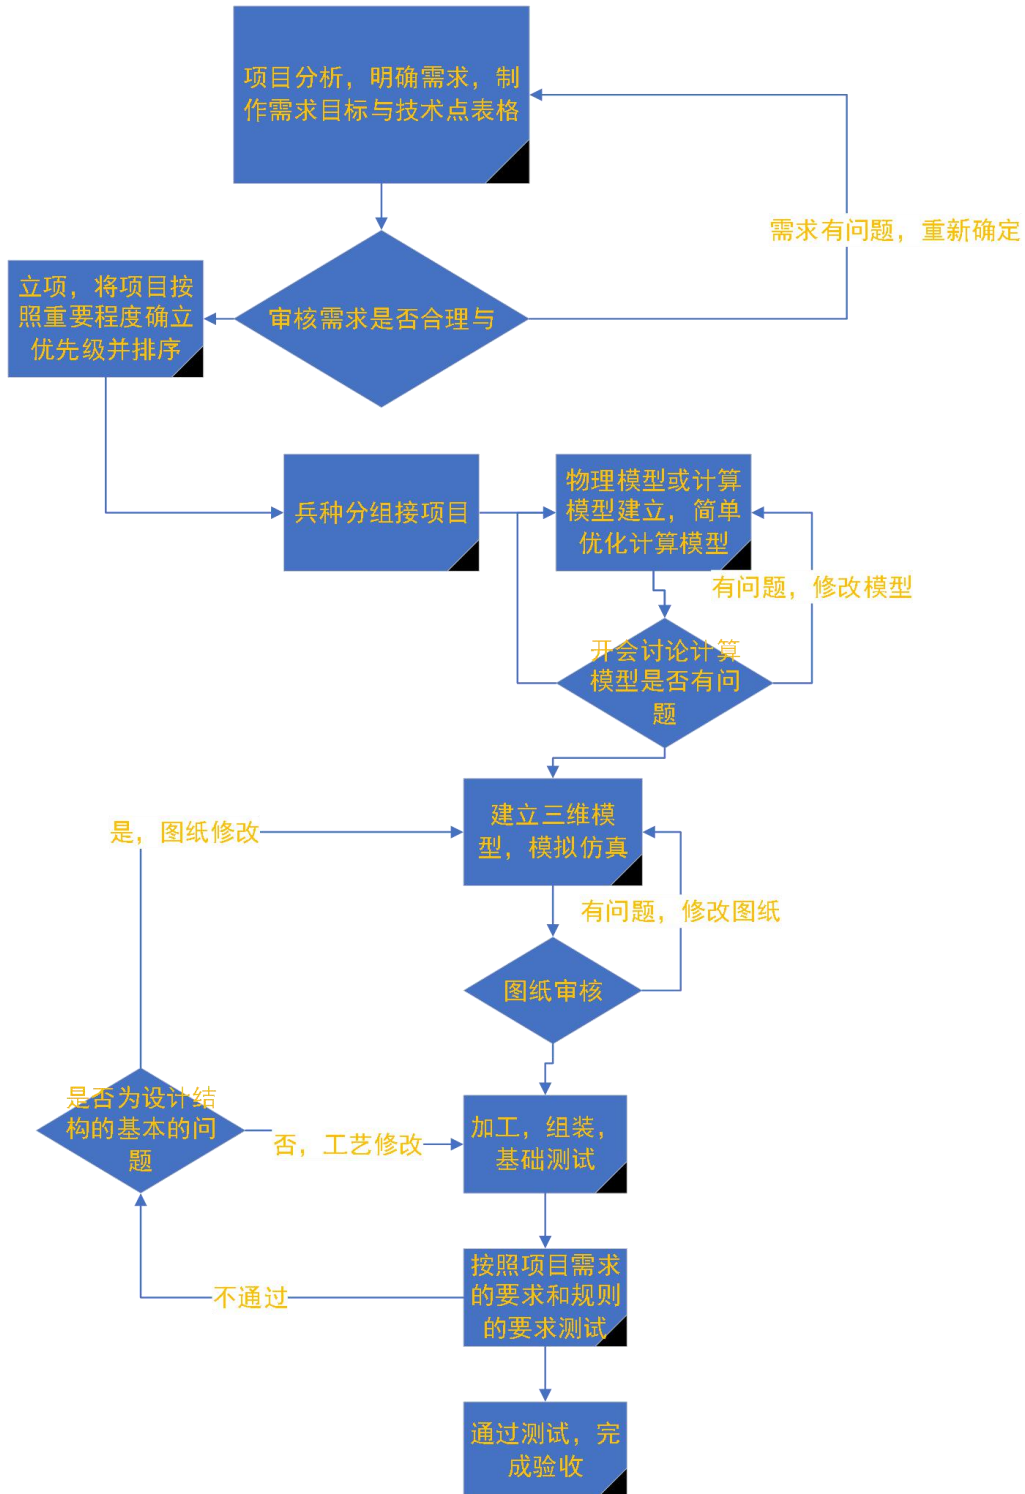 项目分析，明确需求，制
作需求目标与技术点表格
需求有问题，重新确定
审核需求是否合理与
立项，将项目按
照重要程度确立
优先级并排序
兵种分组接项目
物理模型或计算
模型建立，简单
优化计算模型
有问题，修改模型
开会讨论计算
模型是否有问
题
建立三维模
型，模拟仿真
是，图纸修改
有问题，修改图纸
图纸审核
是否为设计结
构的基本的问
题
否，工艺修改
加工，组装，
基础测试
按照项目需求
的要求和规则
的要求测试
不通过
通过测试，完
成验收